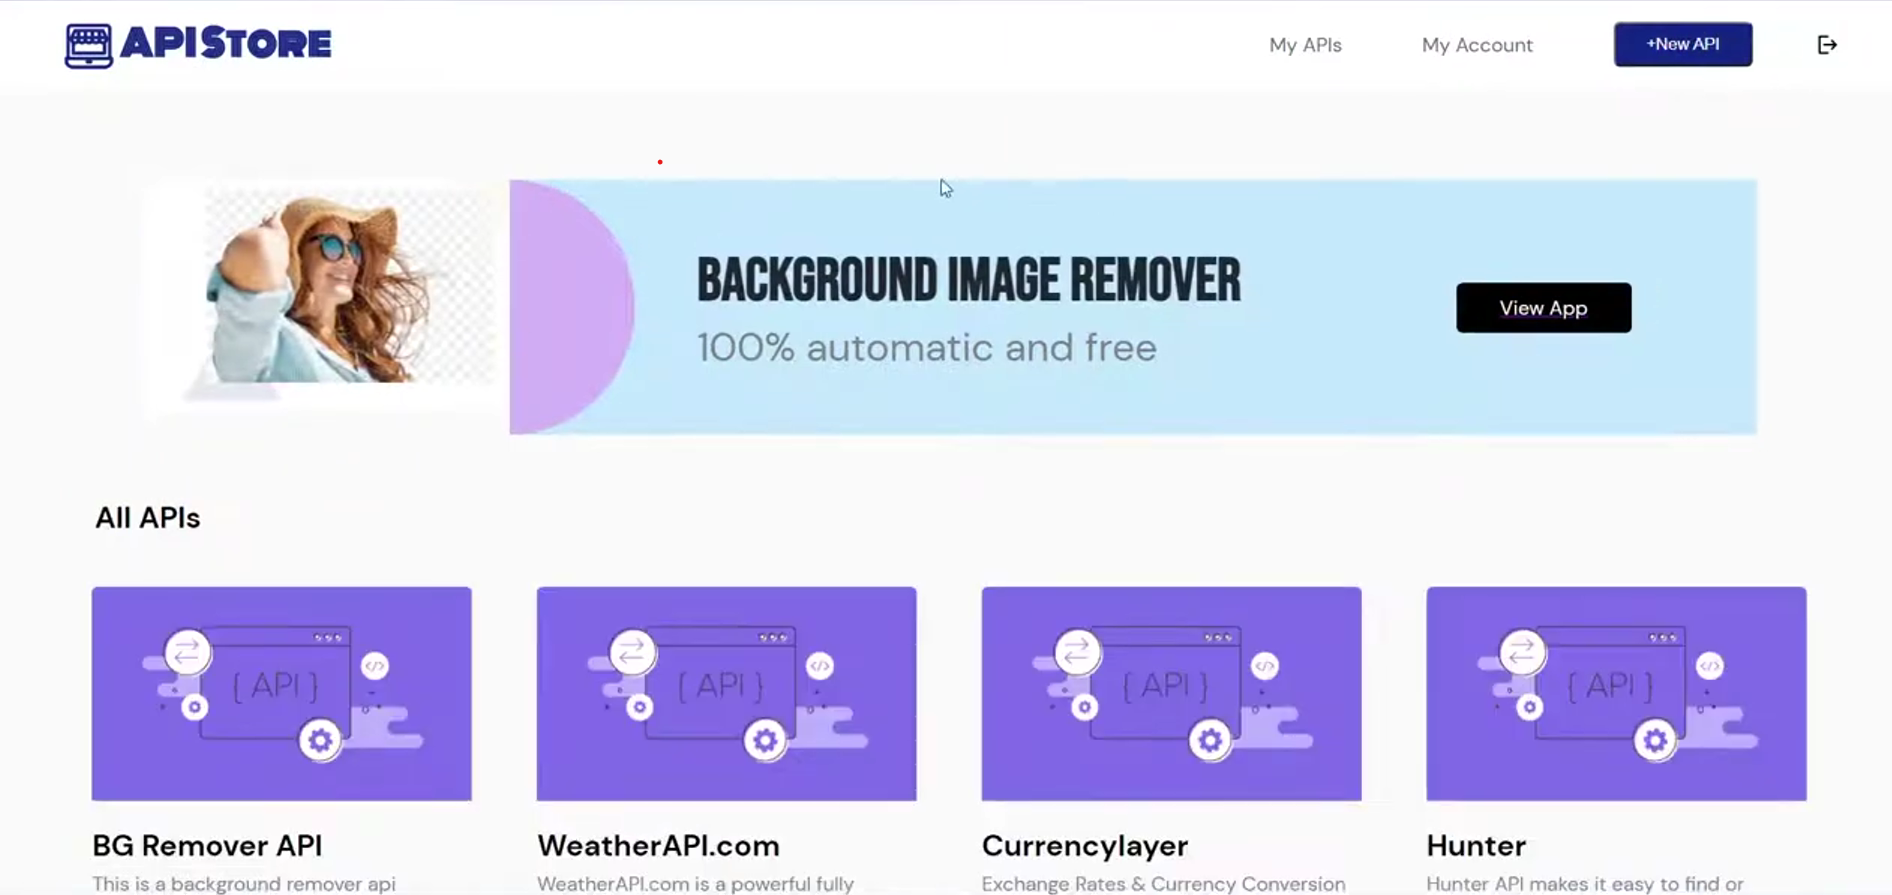 API STORE
My APIs
My Account
+New API
BACKGROUND IMAGE REMOVER
100% automatic and free
View App
All APIs
{ API }
</>
{ API }
</>
{ API }
</>
{ API }
</>
BG Remover API
This is a background remover api
WeatherAPI.com
WeatherAPI.com is a powerful fully
Currencylayer
Exchange Rates & Currency Conversion
Hunter
Hunter API makes it easy to find or